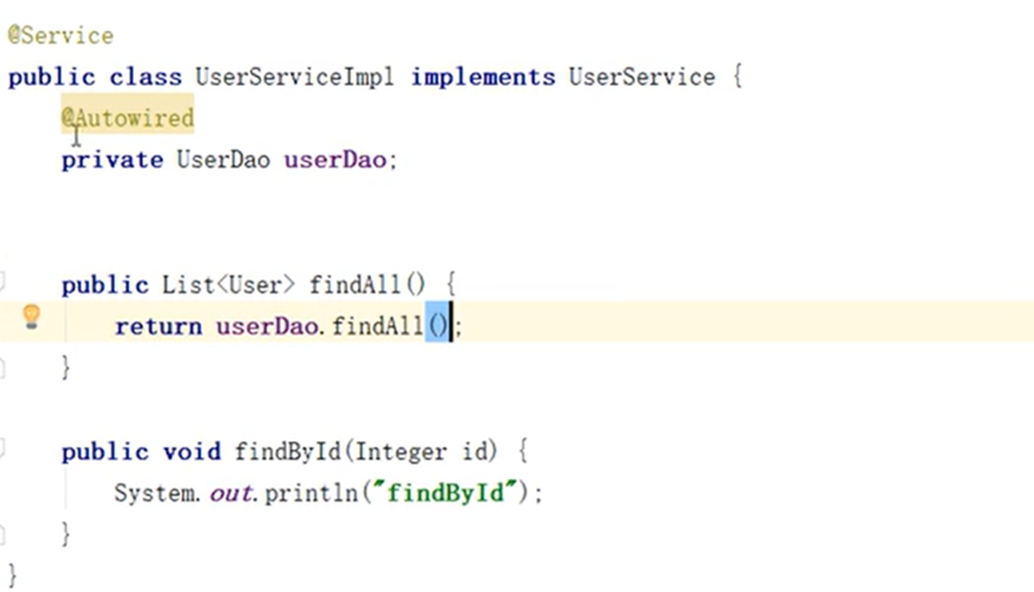 @Service
public class UserServiceImpl implements UserService {
@Autowired
private UserDao userDao;
public List<User> findAll() {
return userDao.findAll();
}
public void findById(Integer id) {
System.out.println("findById");
}
}